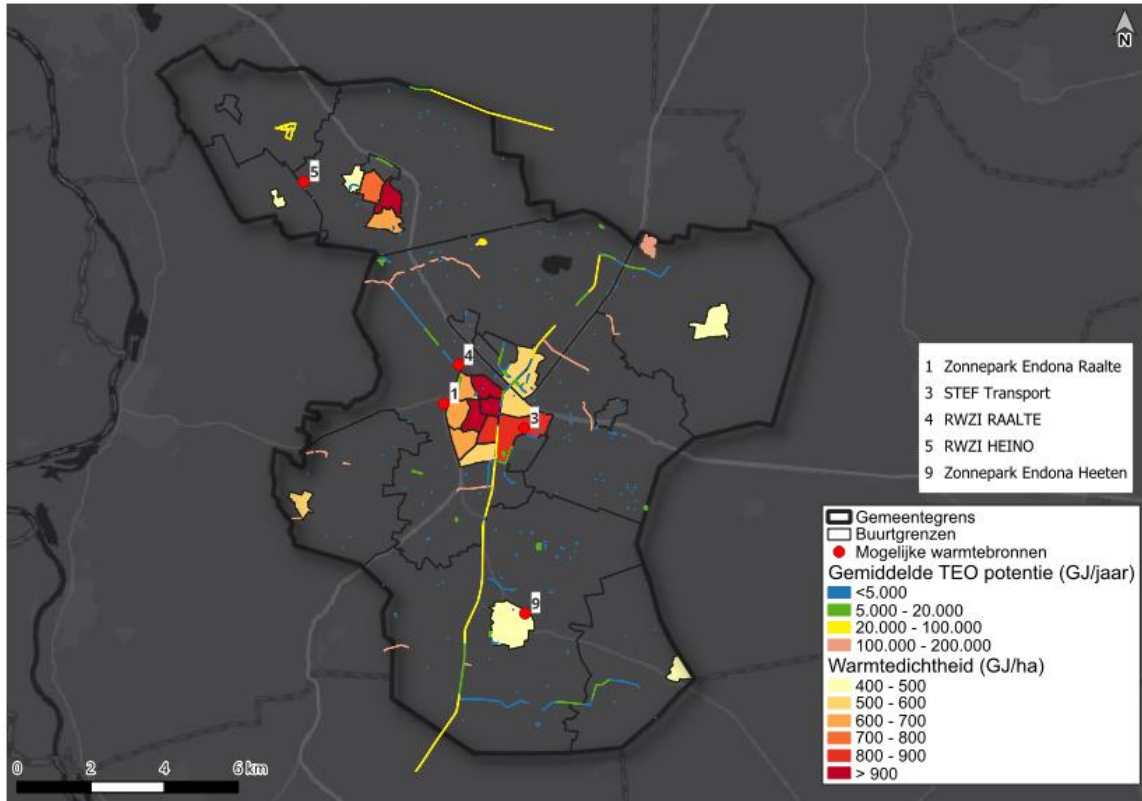 N
5
4
1
3
9
1 Zonnepark Endona Raalte
3 STEF Transport
4 RWZI RAALTE
5 RWZI HEINO
9 Zonnepark Endona Heeten
Gemeentegrens
Buurtgrenzen
Mogelijke warmtebronnen
Gemiddelde TEO potentie (GJ/jaar)
<5.000
5.000 - 20.000
20.000 - 100.000
100.000 - 200.000
Warmtedichtheid (GJ/ha)
400 - 500
500 - 600
600 - 700
700 - 800
800 - 900
> 900
0 2 4 6 km